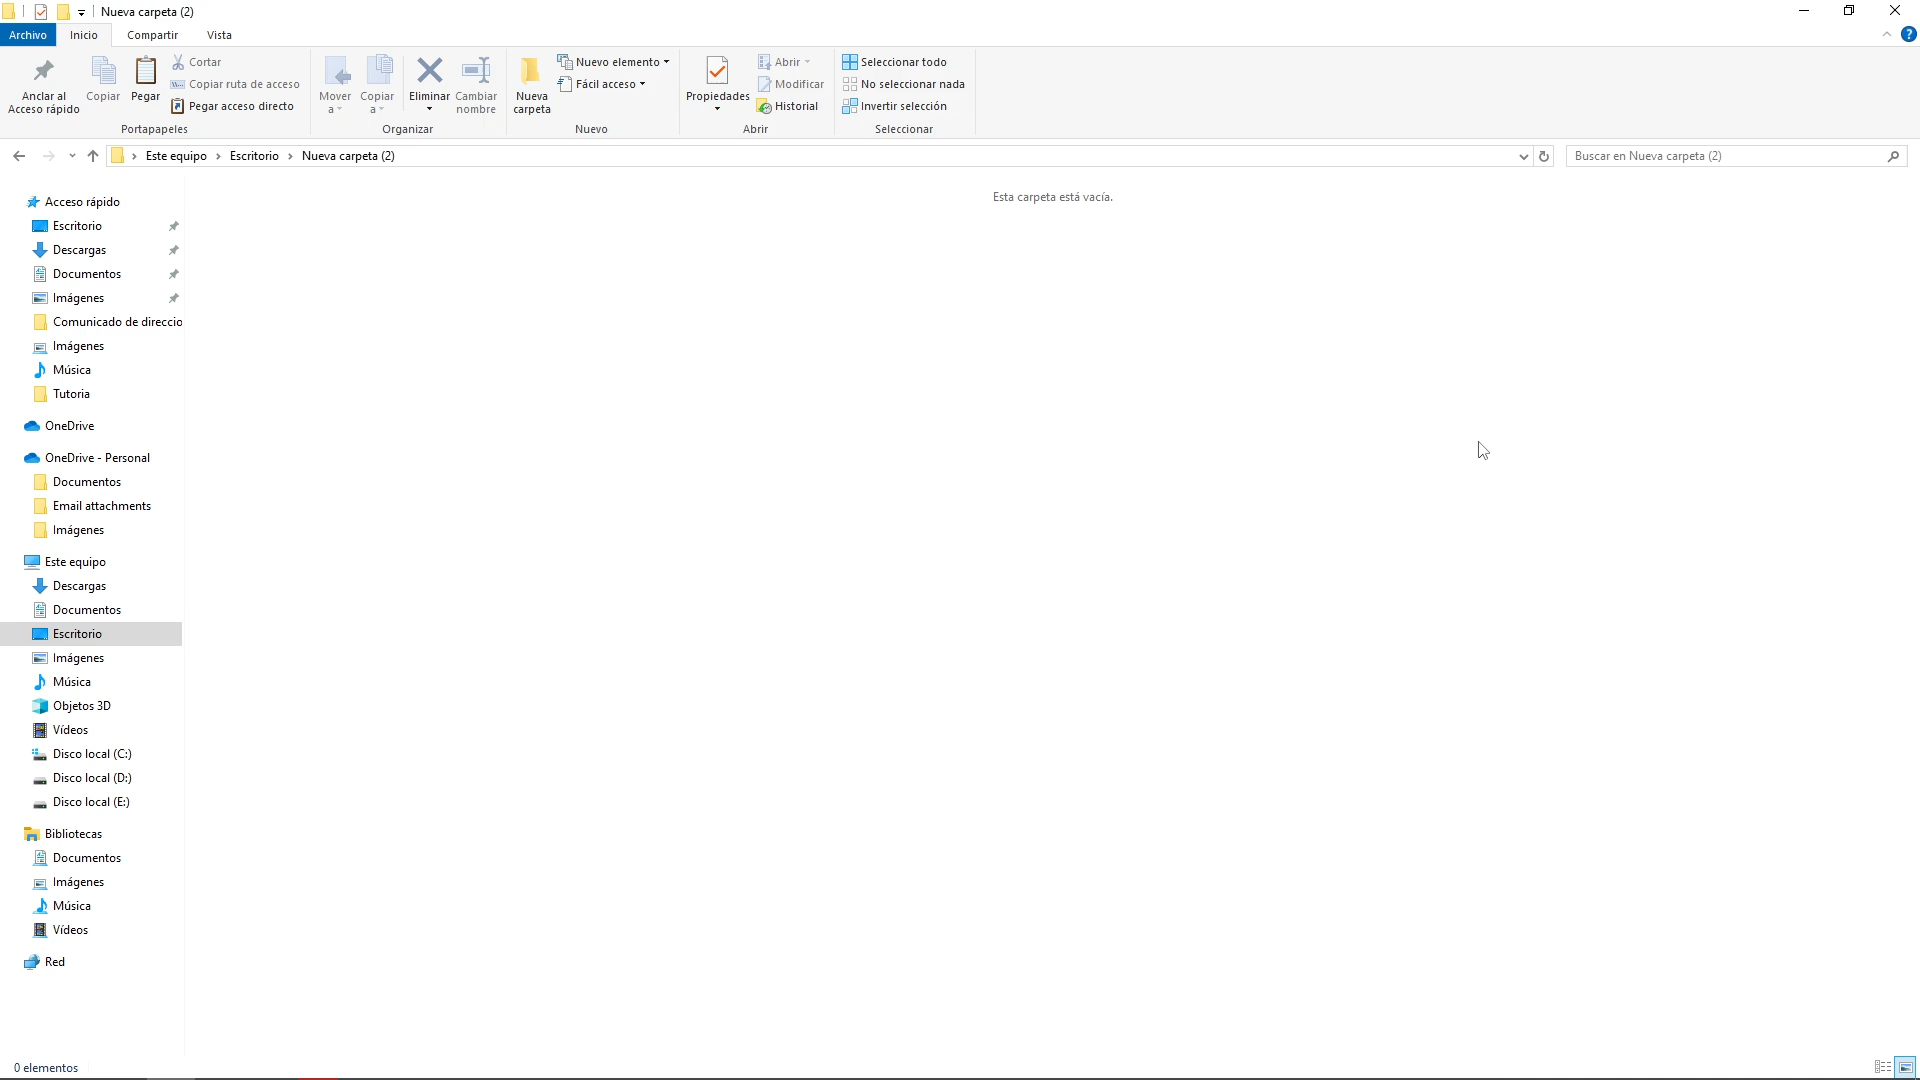 Nueva carpeta (2)
Archivo Inicio Compartir Vista
Anclar al Acceso rápido
Copiar
Pegar
Cortar
Copiar ruta de acceso
Pegar acceso directo
Portapapeles
Mover a
Copiar a
Eliminar
Cambiar nombre
Organizar
Nueva carpeta
Nuevo elemento
Fácil acceso
Nuevo
Propiedades
Abrir
Modificar
Historial
Abrir
Seleccionar todo
No seleccionar nada
Invertir selección
Seleccionar
Este equipo > Escritorio > Nueva carpeta (2)
Buscar en Nueva carpeta (2)
Esta carpeta está vacía.
Acceso rápido
Escritorio
Descargas
Documentos
Imágenes
Comunicado de direccio
Imágenes
Música
Tutoria
OneDrive
OneDrive - Personal
Documentos
Email attachments
Imágenes
Este equipo
Descargas
Documentos
Escritorio
Imágenes
Música
Objetos 3D
Vídeos
Disco local (C:)
Disco local (D:)
Disco local (E:)
Bibliotecas
Documentos
Imágenes
Música
Vídeos
Red
0 elementos